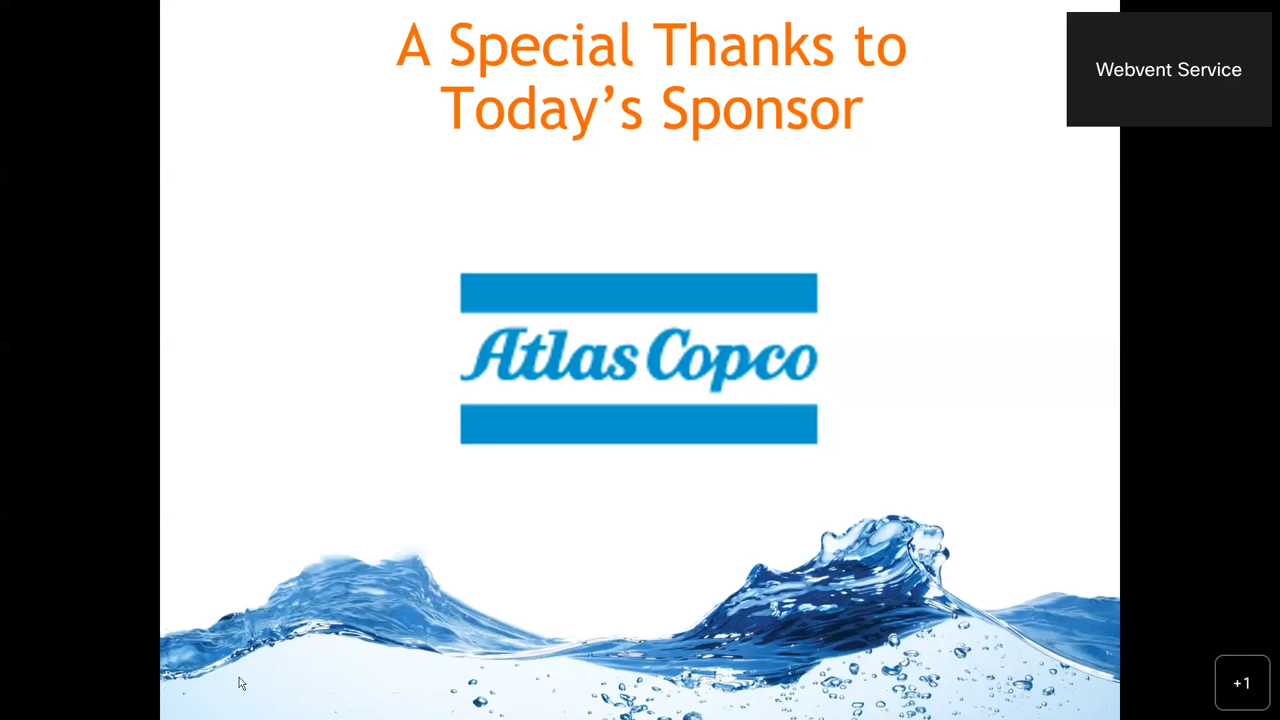 A Special Thanks to
Today’s Sponsor
Webvent Service
Atlas Copco
+1